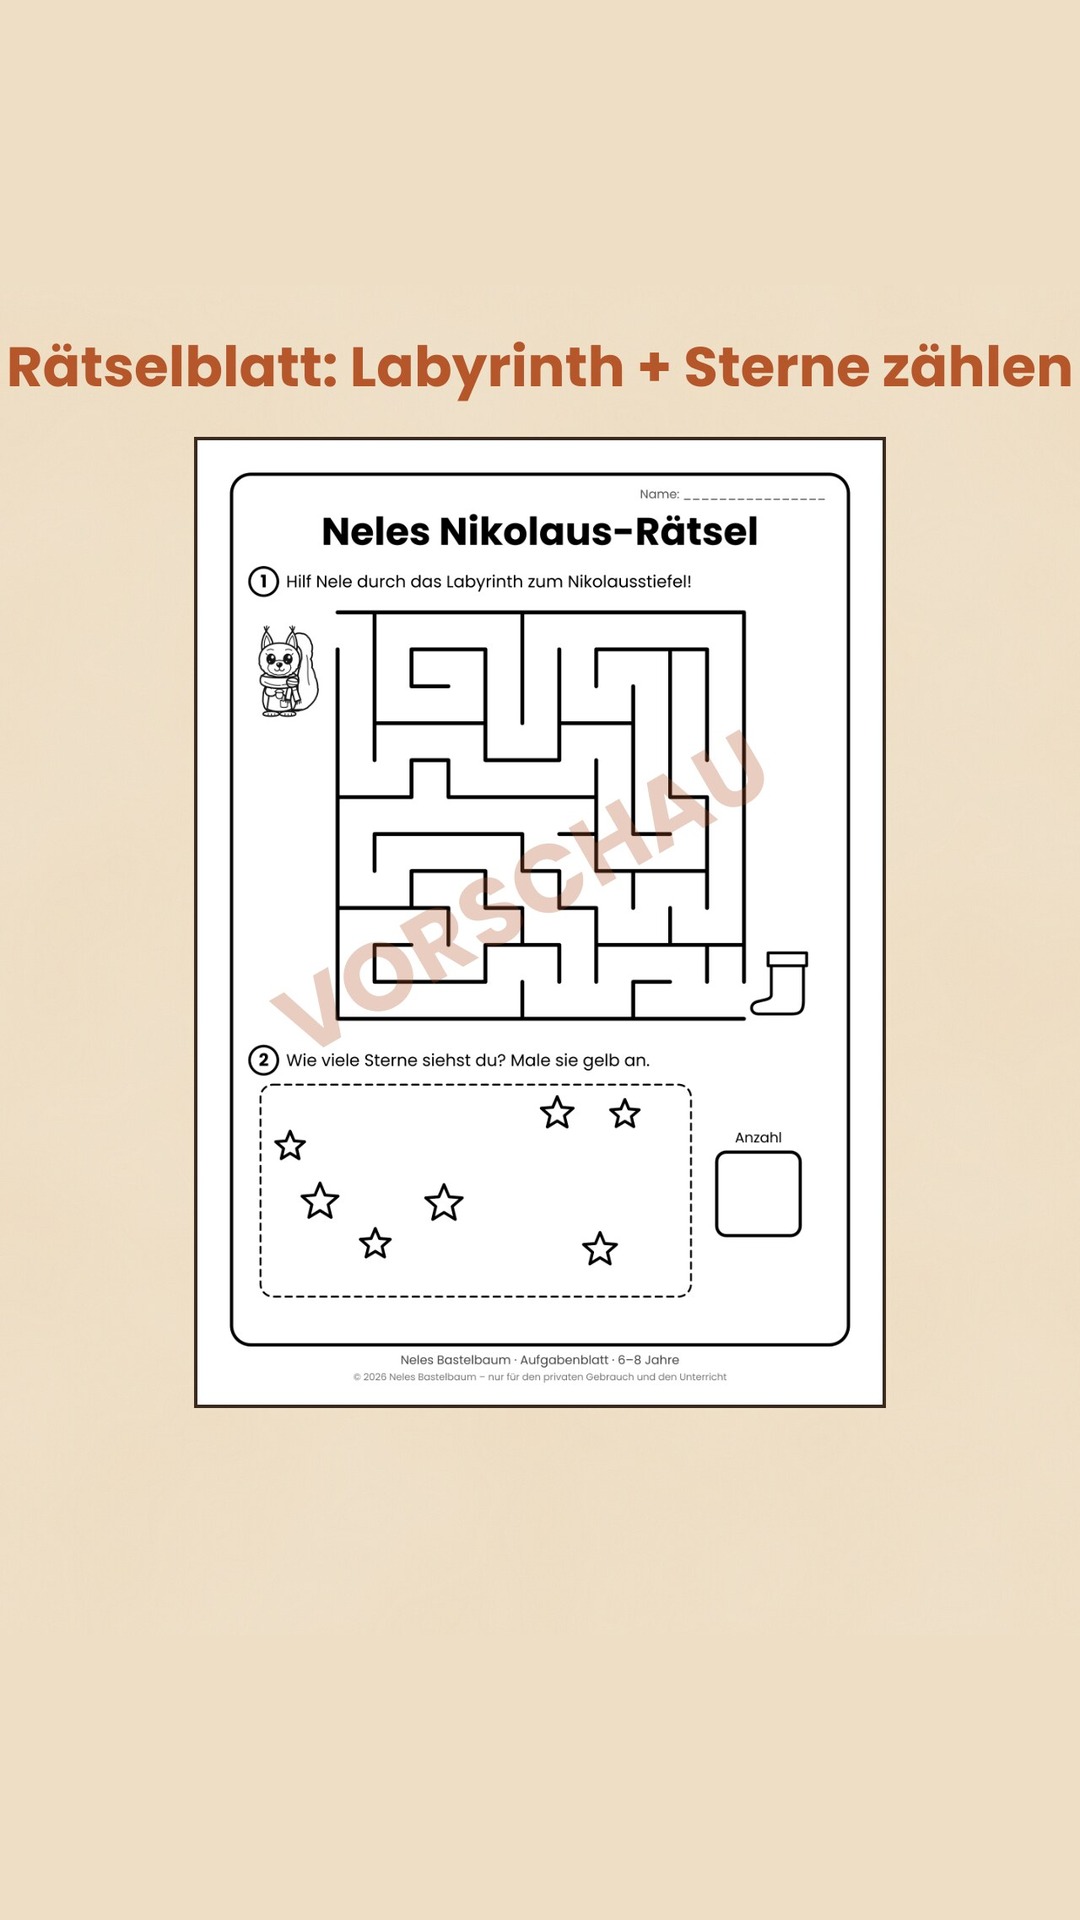 Rätselblatt: Labyrinth + Sterne zählen
Name: ________________
Neles Nikolaus-Rätsel
1 Hilf Nele durch das Labyrinth zum Nikolausstiefel!
VORSCHAU
2 Wie viele Sterne siehst du? Male sie gelb an.
Anzahl
Neles Bastelbaum · Aufgabenblatt · 6–8 Jahre
© 2026 Neles Bastelbaum – nur für den privaten Gebrauch und den Unterricht